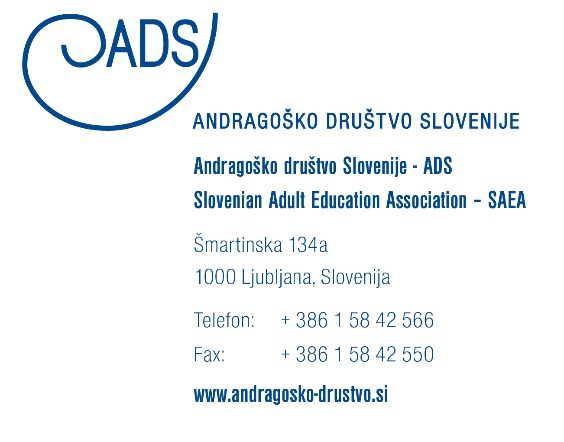 ADS
ANDRAGOŠKO DRUŠTVO SLOVENIJE
Andragoško društvo Slovenije - ADS
Slovenian Adult Education Association – SAEA
Šmartinska 134a
1000 Ljubljana, Slovenija
Telefon: + 386 1 58 42 566
Fax: + 386 1 58 42 550
www.andragosko-drustvo.si